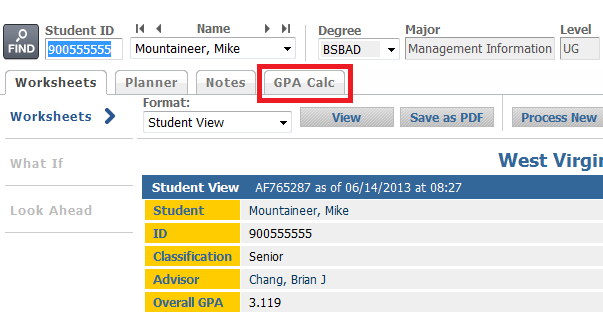 Student ID Name Degree Major Level
FIND 900555555 Mountaineer, Mike BSBAD Management Information UG
Worksheets Planner Notes GPA Calc
Format:
Worksheets Student View View Save as PDF Process New
What If
Look Ahead
West Virgin
Student View AF765287 as of 06/14/2013 at 08:27
Student Mountaineer, Mike
ID 900555555
Classification Senior
Advisor Chang, Brian J
Overall GPA 3.119